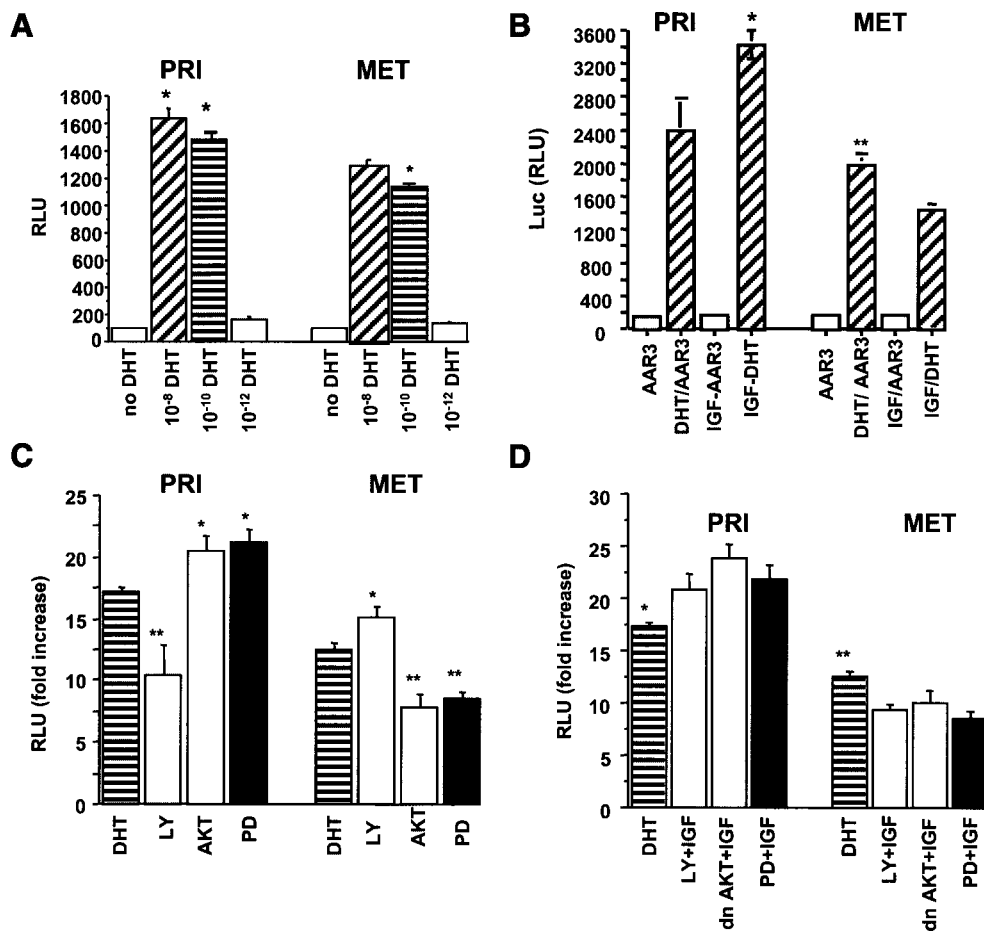 A
PRI
MET
RLU
1800
1600
1400
1200
1000
800
600
400
200
0
*
*
*
no DHT
10⁻⁸ DHT
10⁻¹⁰ DHT
10⁻¹² DHT
no DHT
10⁻⁸ DHT
10⁻¹⁰ DHT
10⁻¹² DHT
B
PRI
MET
Luc (RLU)
3600
3200
2800
2400
2000
3600
1200
800
400
0
*
**
AAR3
DHT/AAR3
IGF-AAR3
IGF-DHT
AAR3
DHT/ AAR3
IGF/AAR3
IGF/DHT
C
PRI
MET
RLU (fold increase)
25
20
15
10
5
0
**
*
*
*
**
**
DHT
LY
AKT
PD
DHT
LY
AKT
PD
D
PRI
MET
RLU (fold increase)
30
25
20
15
10
5
0
*
**
DHT
LY+IGF
dn AKT+IGF
PD+IGF
DHT
LY+IGF
dn AKT+IGF
PD+IGF